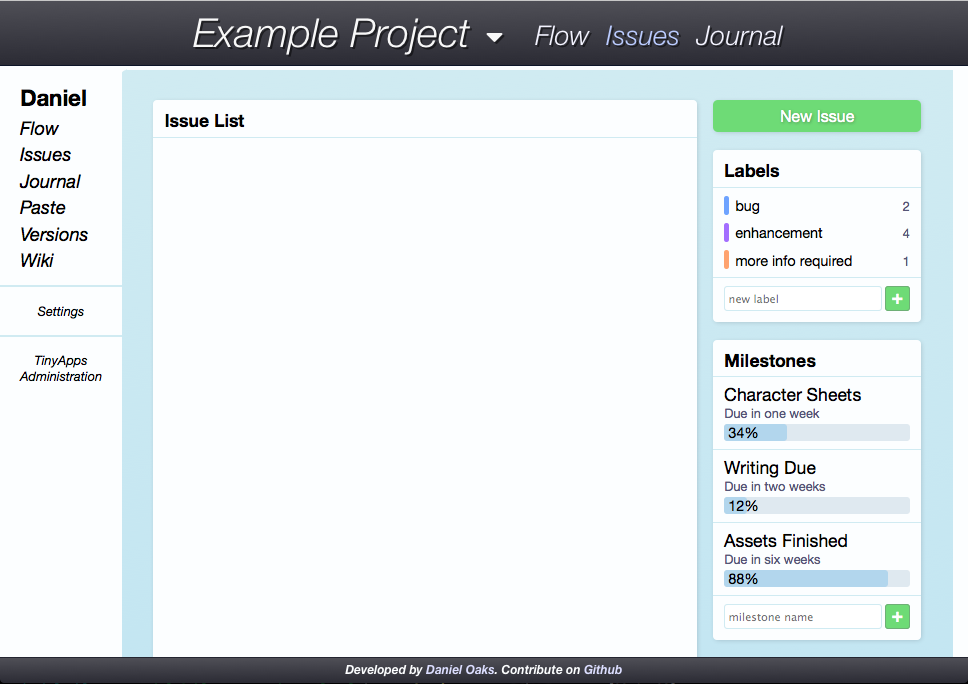 Example Project Flow Issues Journal
Daniel
Flow
Issues
Journal
Paste
Versions
Wiki
Settings
TinyApps
Administration
Issue List
New Issue
Labels
bug 2
enhancement 4
more info required 1
new label
Milestones
Character Sheets
Due in one week
34%
Writing Due
Due in two weeks
12%
Assets Finished
Due in six weeks
88%
milestone name
Developed by Daniel Oaks. Contribute on Github